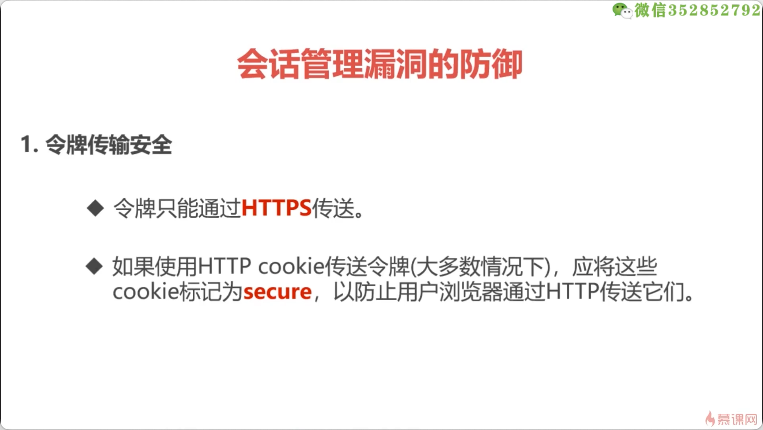 微信352852792
会话管理漏洞的防御
1. 令牌传输安全
◆ 令牌只能通过HTTPS传送。
◆ 如果使用HTTP cookie传送令牌(大多数情况下)，应将这些
cookie标记为secure，以防止用户浏览器通过HTTP传送它们。
慕课网